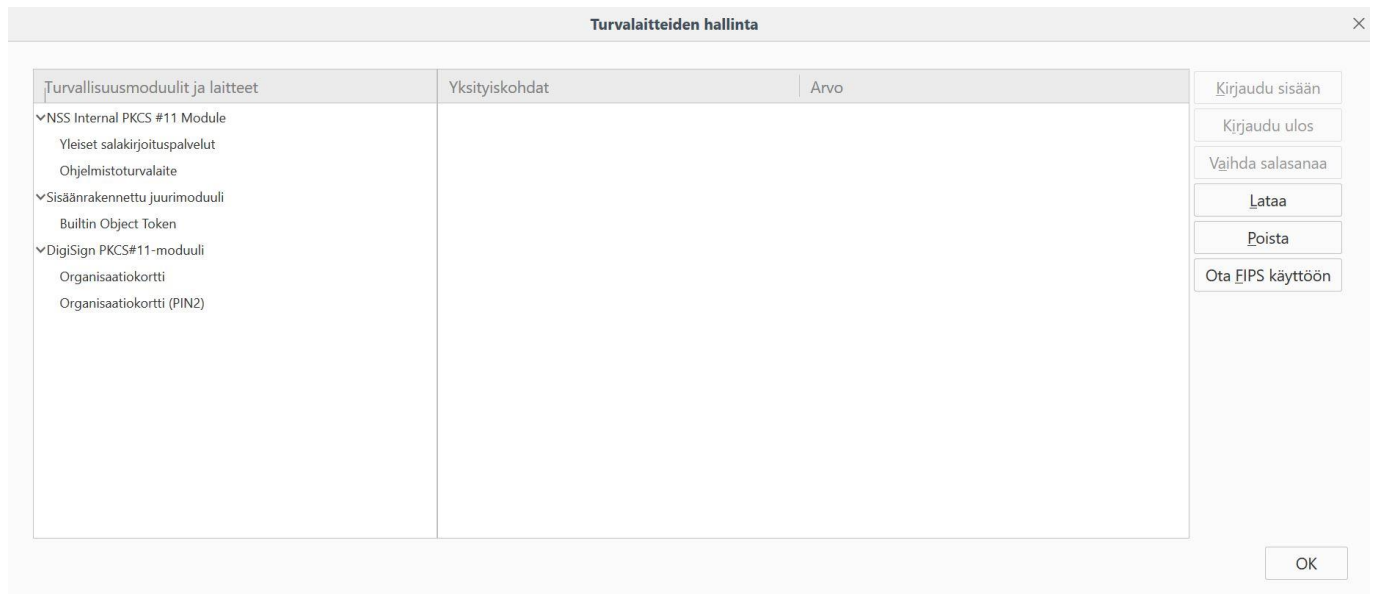 Turvalaitteiden hallinta
Turvallisuusmoduulit ja laitteet
Yksityiskohdat
Arvo
NSS Internal PKCS #11 Module
Yleiset salakirjoituspalvelut
Ohjelmistoturvalaite
Sisäänrakennettu juurimoduuli
Builtin Object Token
DigiSign PKCS#11-moduuli
Organisaatiokortti
Organisaatiokortti (PIN2)
Kirjaudu sisään
Kirjaudu ulos
Vaihda salasanaa
Lataa
Poista
Ota FIPS käyttöön
OK